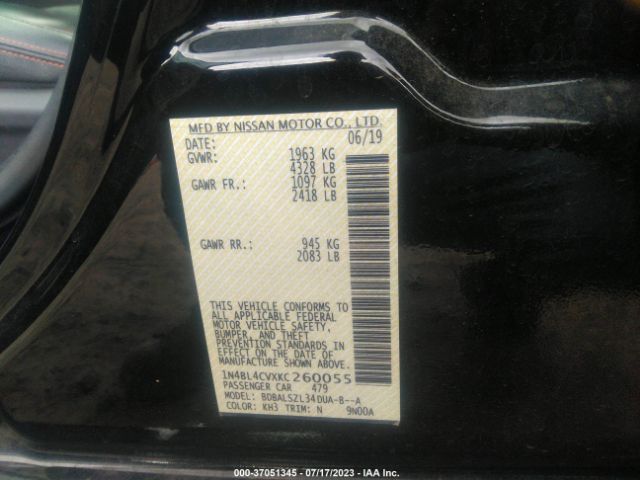 MFD BY NISSAN MOTOR CO., LTD.
DATE: 06/19
GVWR: 1963 KG
4328 LB
GAWR FR.: 1097 KG
2418 LB
GAWR RR.: 945 KG
2083 LB
THIS VEHICLE CONFORMS TO
ALL APPLICABLE FEDERAL
MOTOR VEHICLE SAFETY,
BUMPER, AND THEFT
PREVENTION STANDARDS
IN EFFECT ON THE DATE OF
MANUFACTURE SHOWN ABOVE.
1N4BL4CVXKC260055
PASSENGER CAR 479
MODEL: BDBALSZL34DUA-B--A
COLOR: KH3 TRIM: N 9N00A
000-37051345 / 07/17/2023 - IAA Inc.